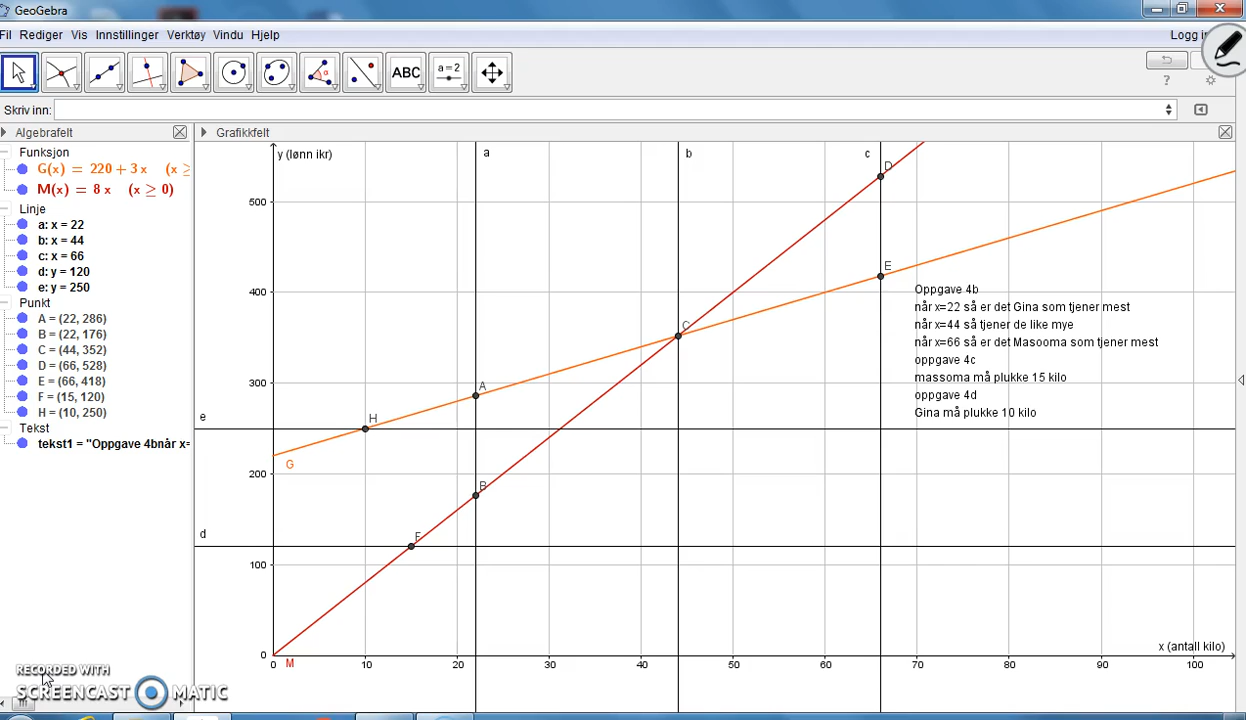 GeoGebra
Fil Rediger Vis Innstillinger Verktøy Vindu Hjelp
Logg
ABC
a=2
Skriv inn:
Algebrafelt
Grafikkfelt
Funksjon
G(x) = 220 + 3 x (x ≥
M(x) = 8 x (x ≥ 0)
Linje
a: x = 22
b: x = 44
c: x = 66
d: y = 120
e: y = 250
Punkt
A = (22, 286)
B = (22, 176)
C = (44, 352)
D = (66, 528)
E = (66, 418)
F = (15, 120)
H = (10, 250)
Tekst
tekst1 = "Oppgave 4bnår x=
y (lønn ikr)
a
b
c
D
500
E
Oppgave 4b
når x=22 så er det Gina som tjener mest
når x=44 så tjener de like mye
når x=66 så er det Masooma som tjener mest
oppgave 4c
massoma må plukke 15 kilo
oppgave 4d
Gina må plukke 10 kilo
400
C
300
A
e
H
G
200
B
d
F
100
x (antall kilo)
0
0 10 20 30 40 50 60 70 80 90 100
M
RECORDED WITH
SCREENCAST MATIC